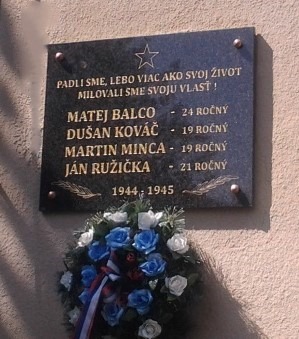 PADLI SME, LEBO VIAC AKO SVOJ ŽIVOT
MILOVALI SME SVOJU VLASŤ !
MATEJ BALCO - 24 ROČNÝ
DUŠAN KOVÁČ - 19 ROČNÝ
MARTIN MINCA - 19 ROČNÝ
JÁN RUŽIČKA - 21 ROČNÝ
1944 - 1945